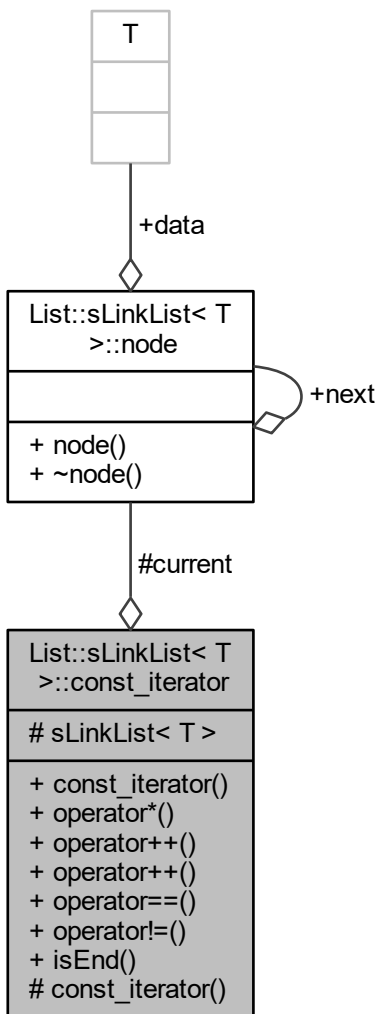 T
+data
List::sLinkList< T
>::node
+next
+ node()
+ ~node()
#current
List::sLinkList< T
>::const_iterator
# sLinkList< T >
+ const_iterator()
+ operator*()
+ operator++()
+ operator++()
+ operator==()
+ operator!=()
+ isEnd()
# const_iterator()